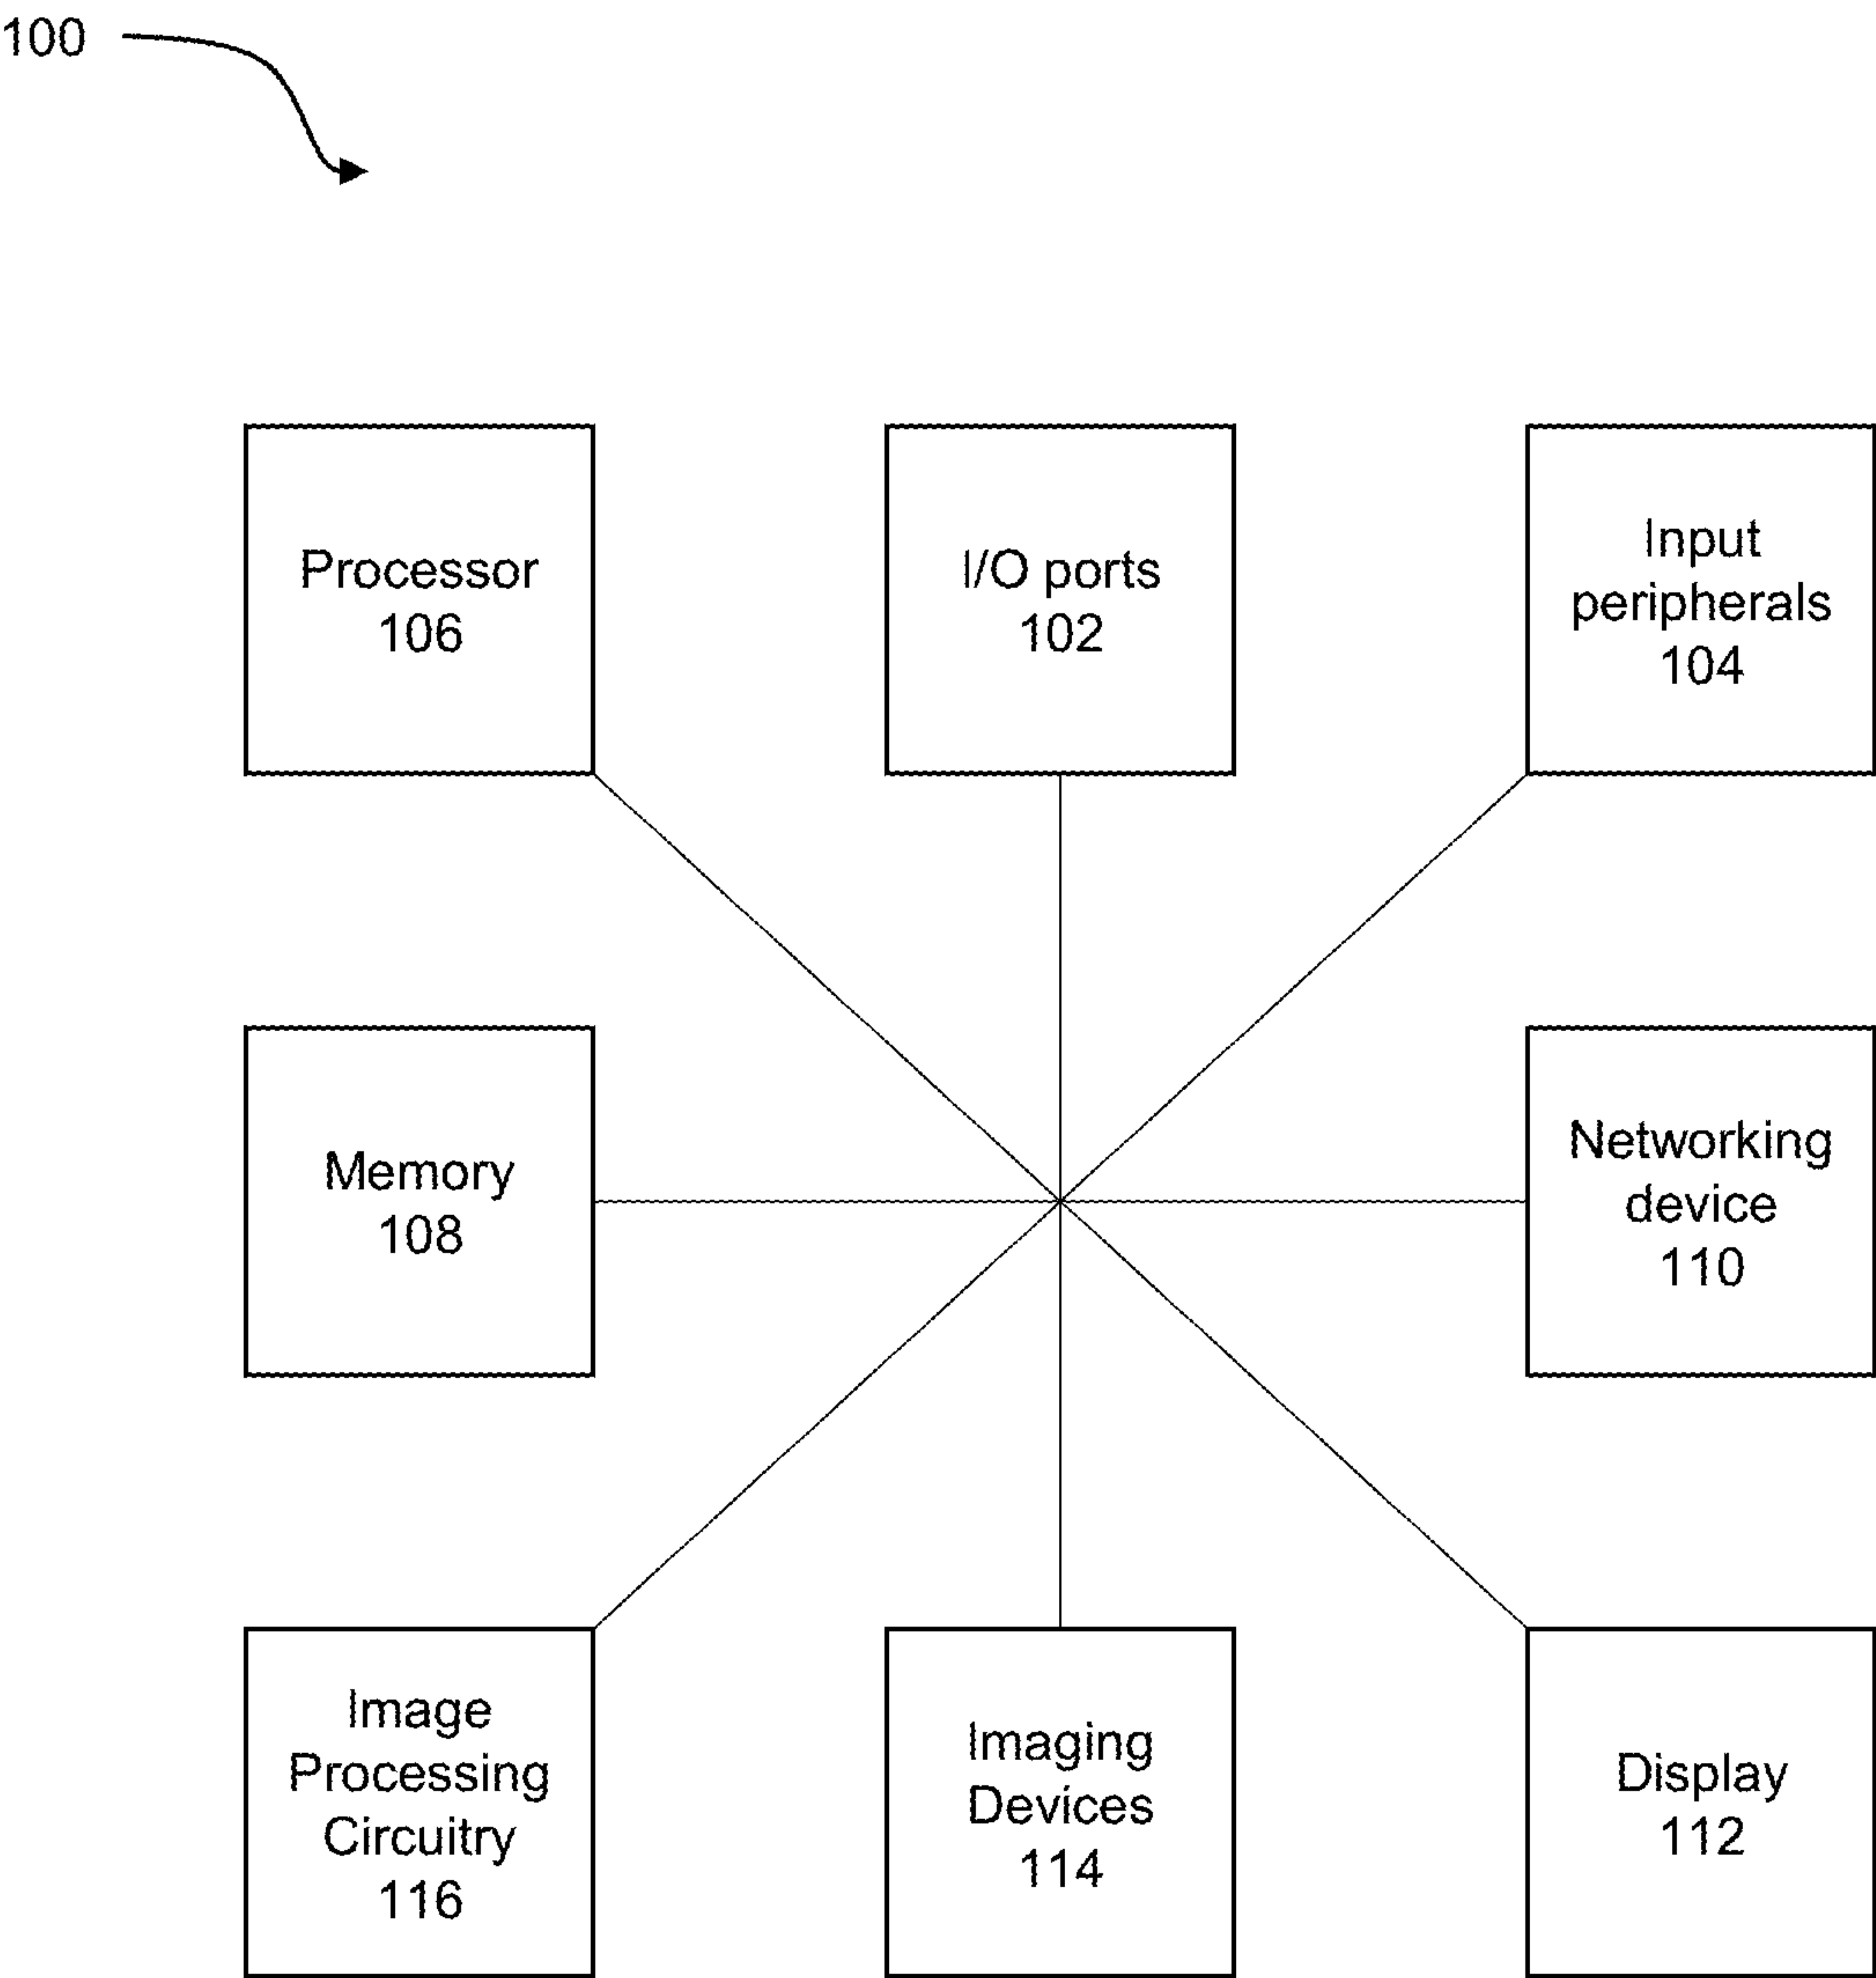 100
Processor
106
I/O ports
102
Input
peripherals
104
Memory
108
Networking
device
110
Image
Processing
Circuitry
116
Imaging
Devices
114
Display
112